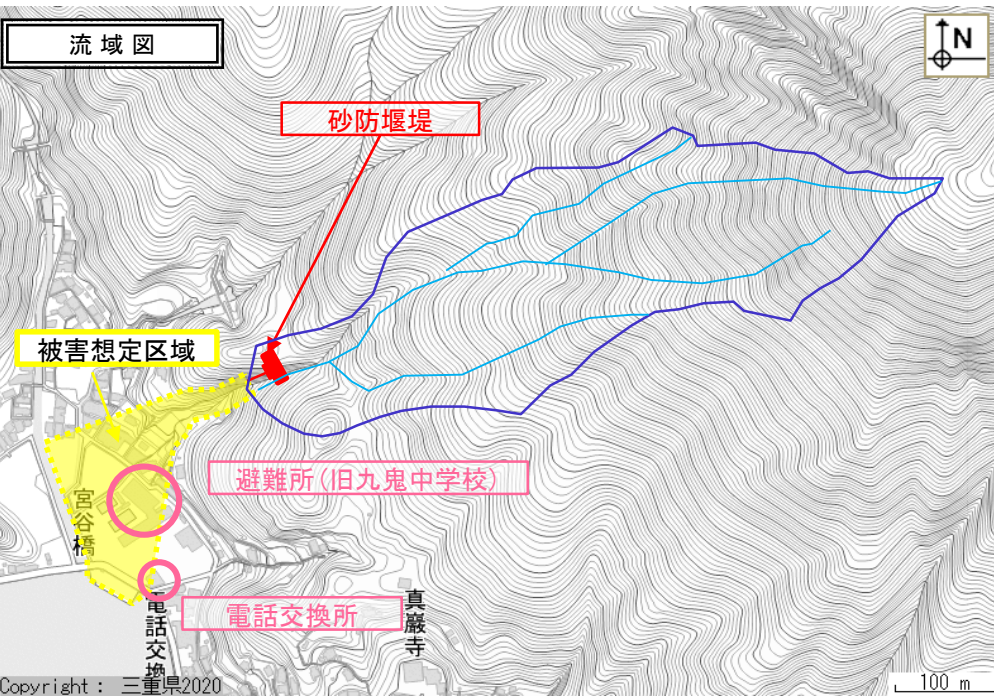 流域図
N
砂防堰堤
被害想定区域
避難所(旧九鬼中学校)
宮谷橋
電話交換所
電話交換
真巖寺
Copyright : 三重県2020
100 m